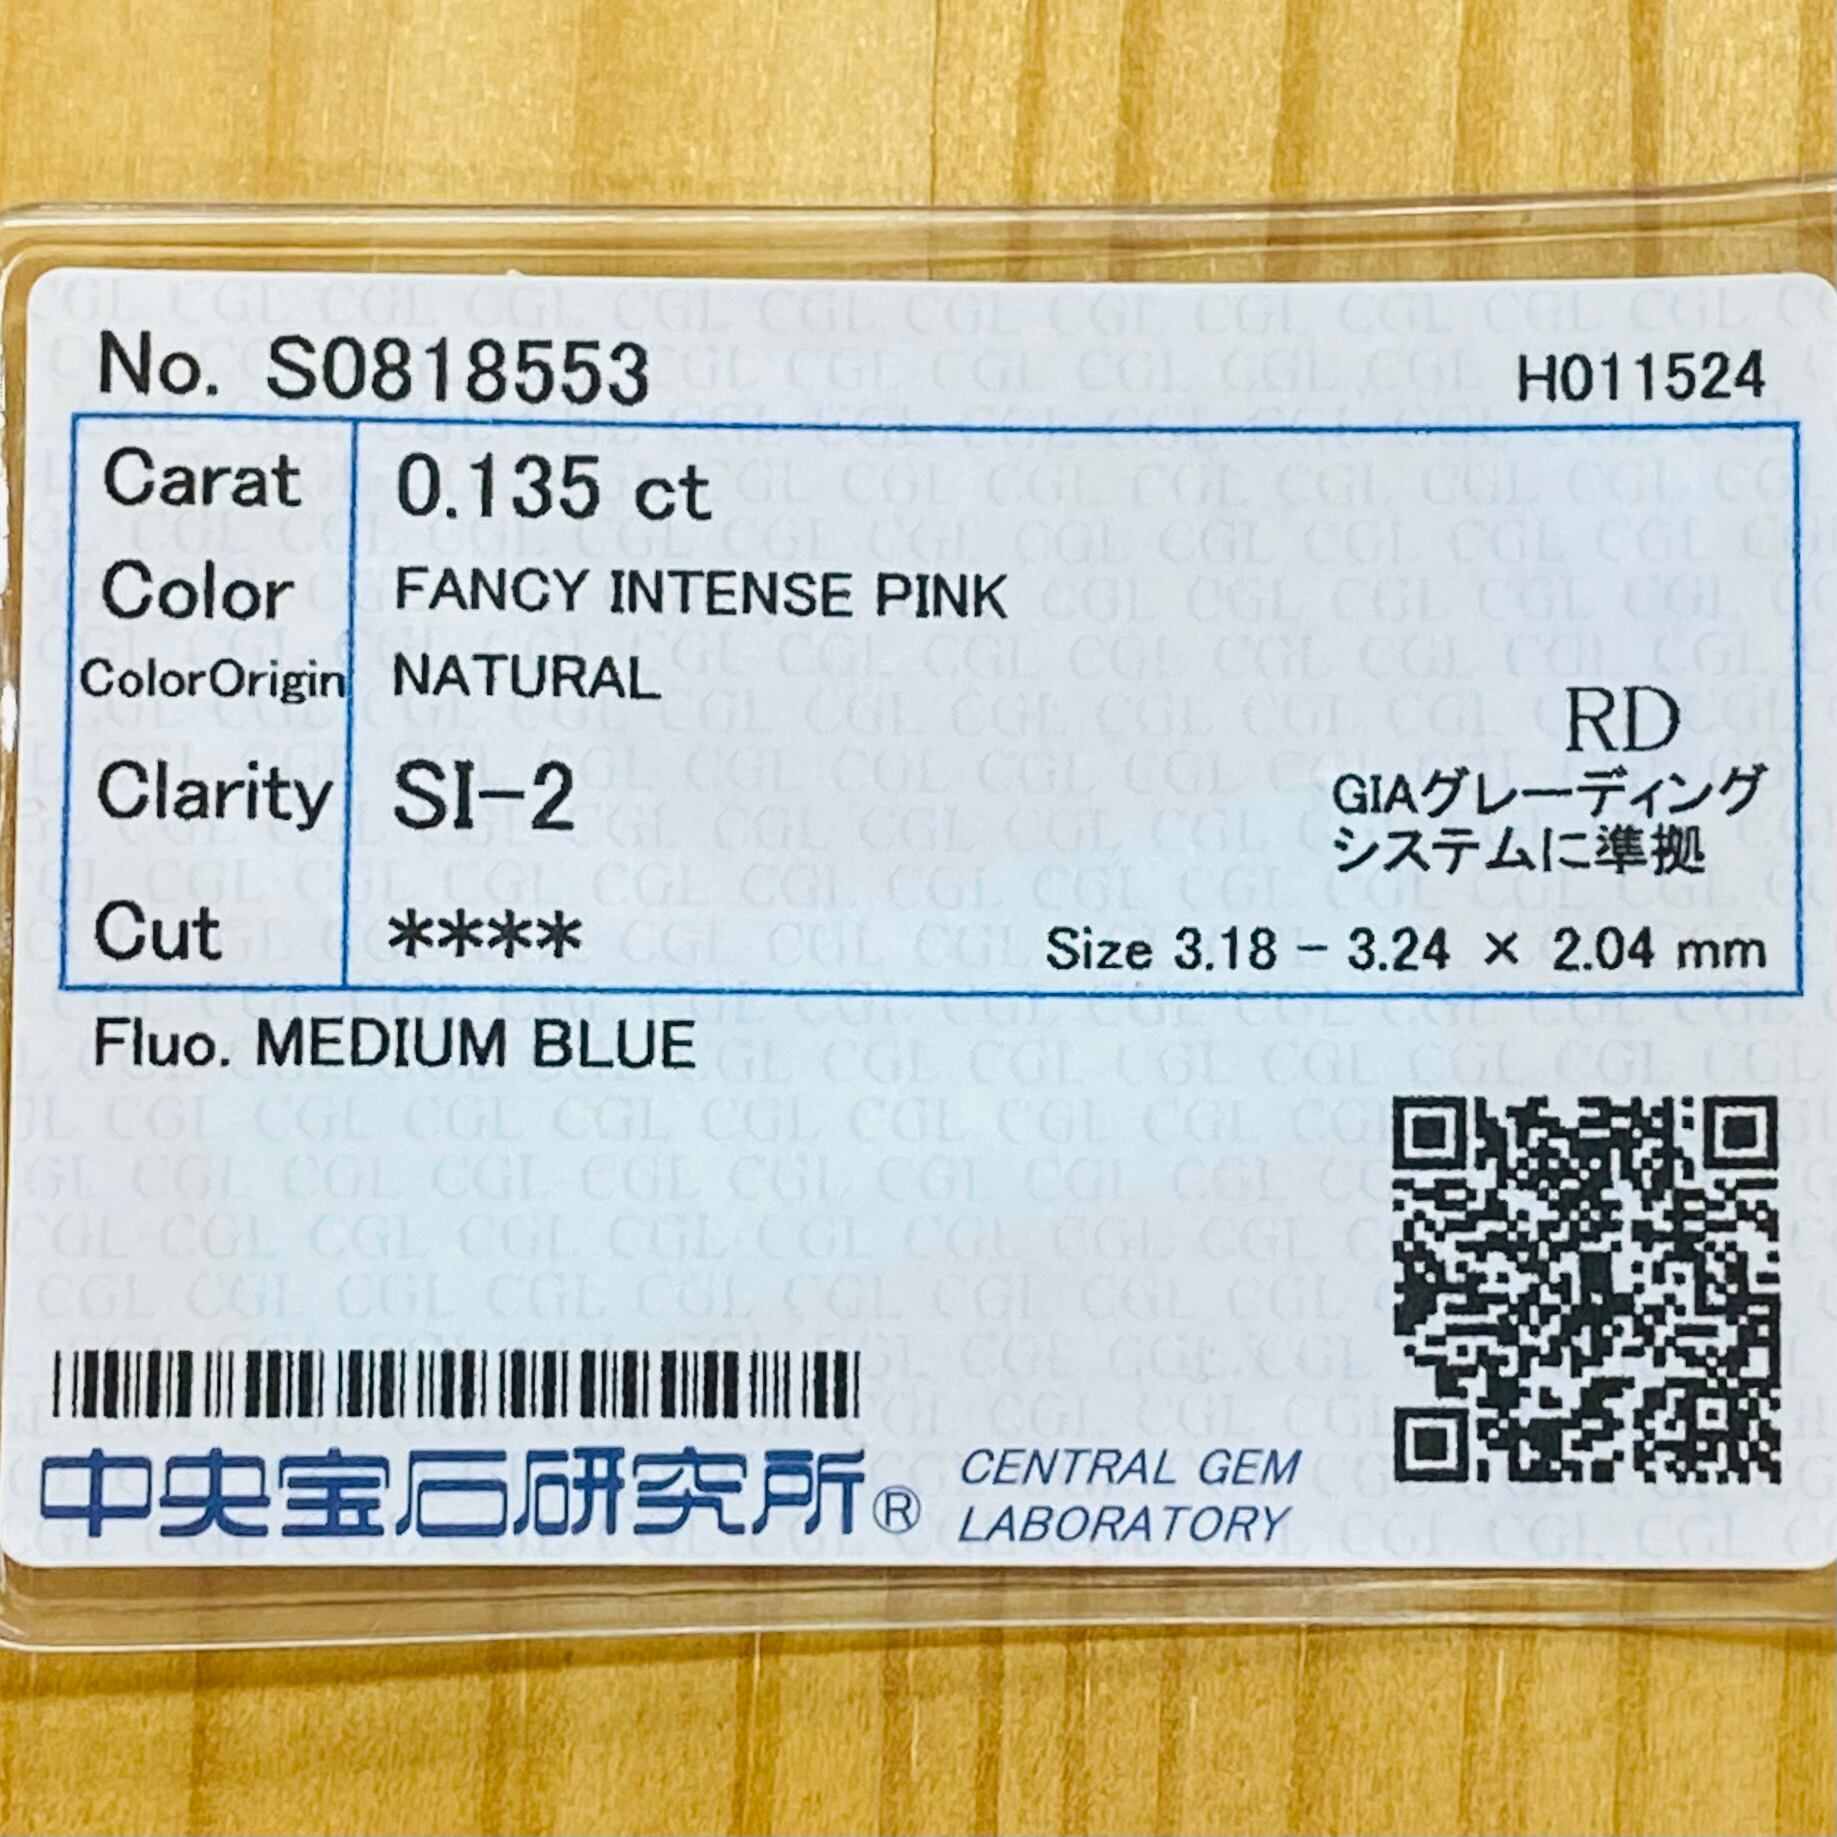 No. S0818553 H011524
Carat 0.135 ct
Color FANCY INTENSE PINK
ColorOrigin NATURAL
RD
Clarity SI-2
GIAグレーディング
システムに準拠
Cut ****
Size 3.18 - 3.24 × 2.04 mm
Fluo. MEDIUM BLUE
中央宝石研究所®
CENTRAL GEM
LABORATORY